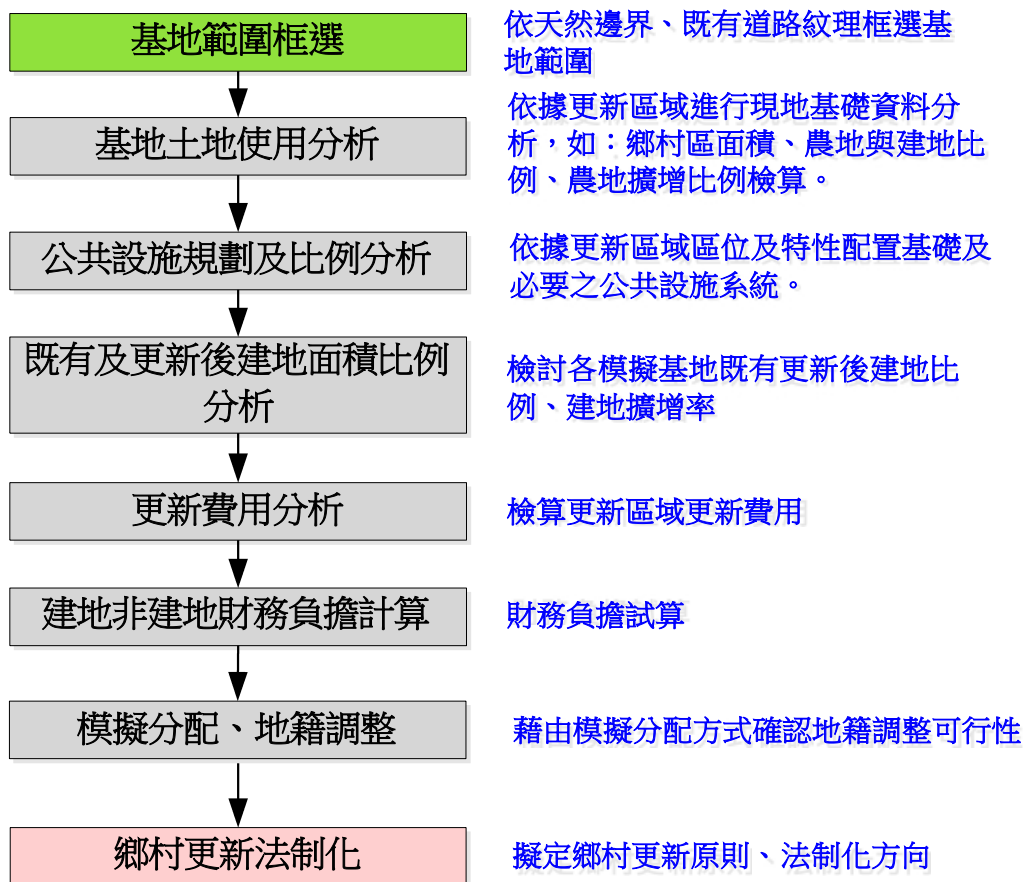 基地範圍框選
依天然邊界、既有道路紋理框選基
地範圍
基地土地使用分析
依據更新區域進行現地基礎資料分
析，如：鄉村區面積、農地與建地比
例、農地擴增比例檢算。
公共設施規劃及比例分析
依據更新區域區位及特性配置基礎及
必要之公共設施系統。
既有及更新後建地面積比例
分析
檢討各模擬基地既有更新後建地比
例、建地擴增率
更新費用分析
檢算更新區域更新費用
建地非建地財務負擔計算
財務負擔試算
模擬分配、地籍調整
藉由模擬分配方式確認地籍調整可行性
鄉村更新法制化
擬定鄉村更新原則、法制化方向